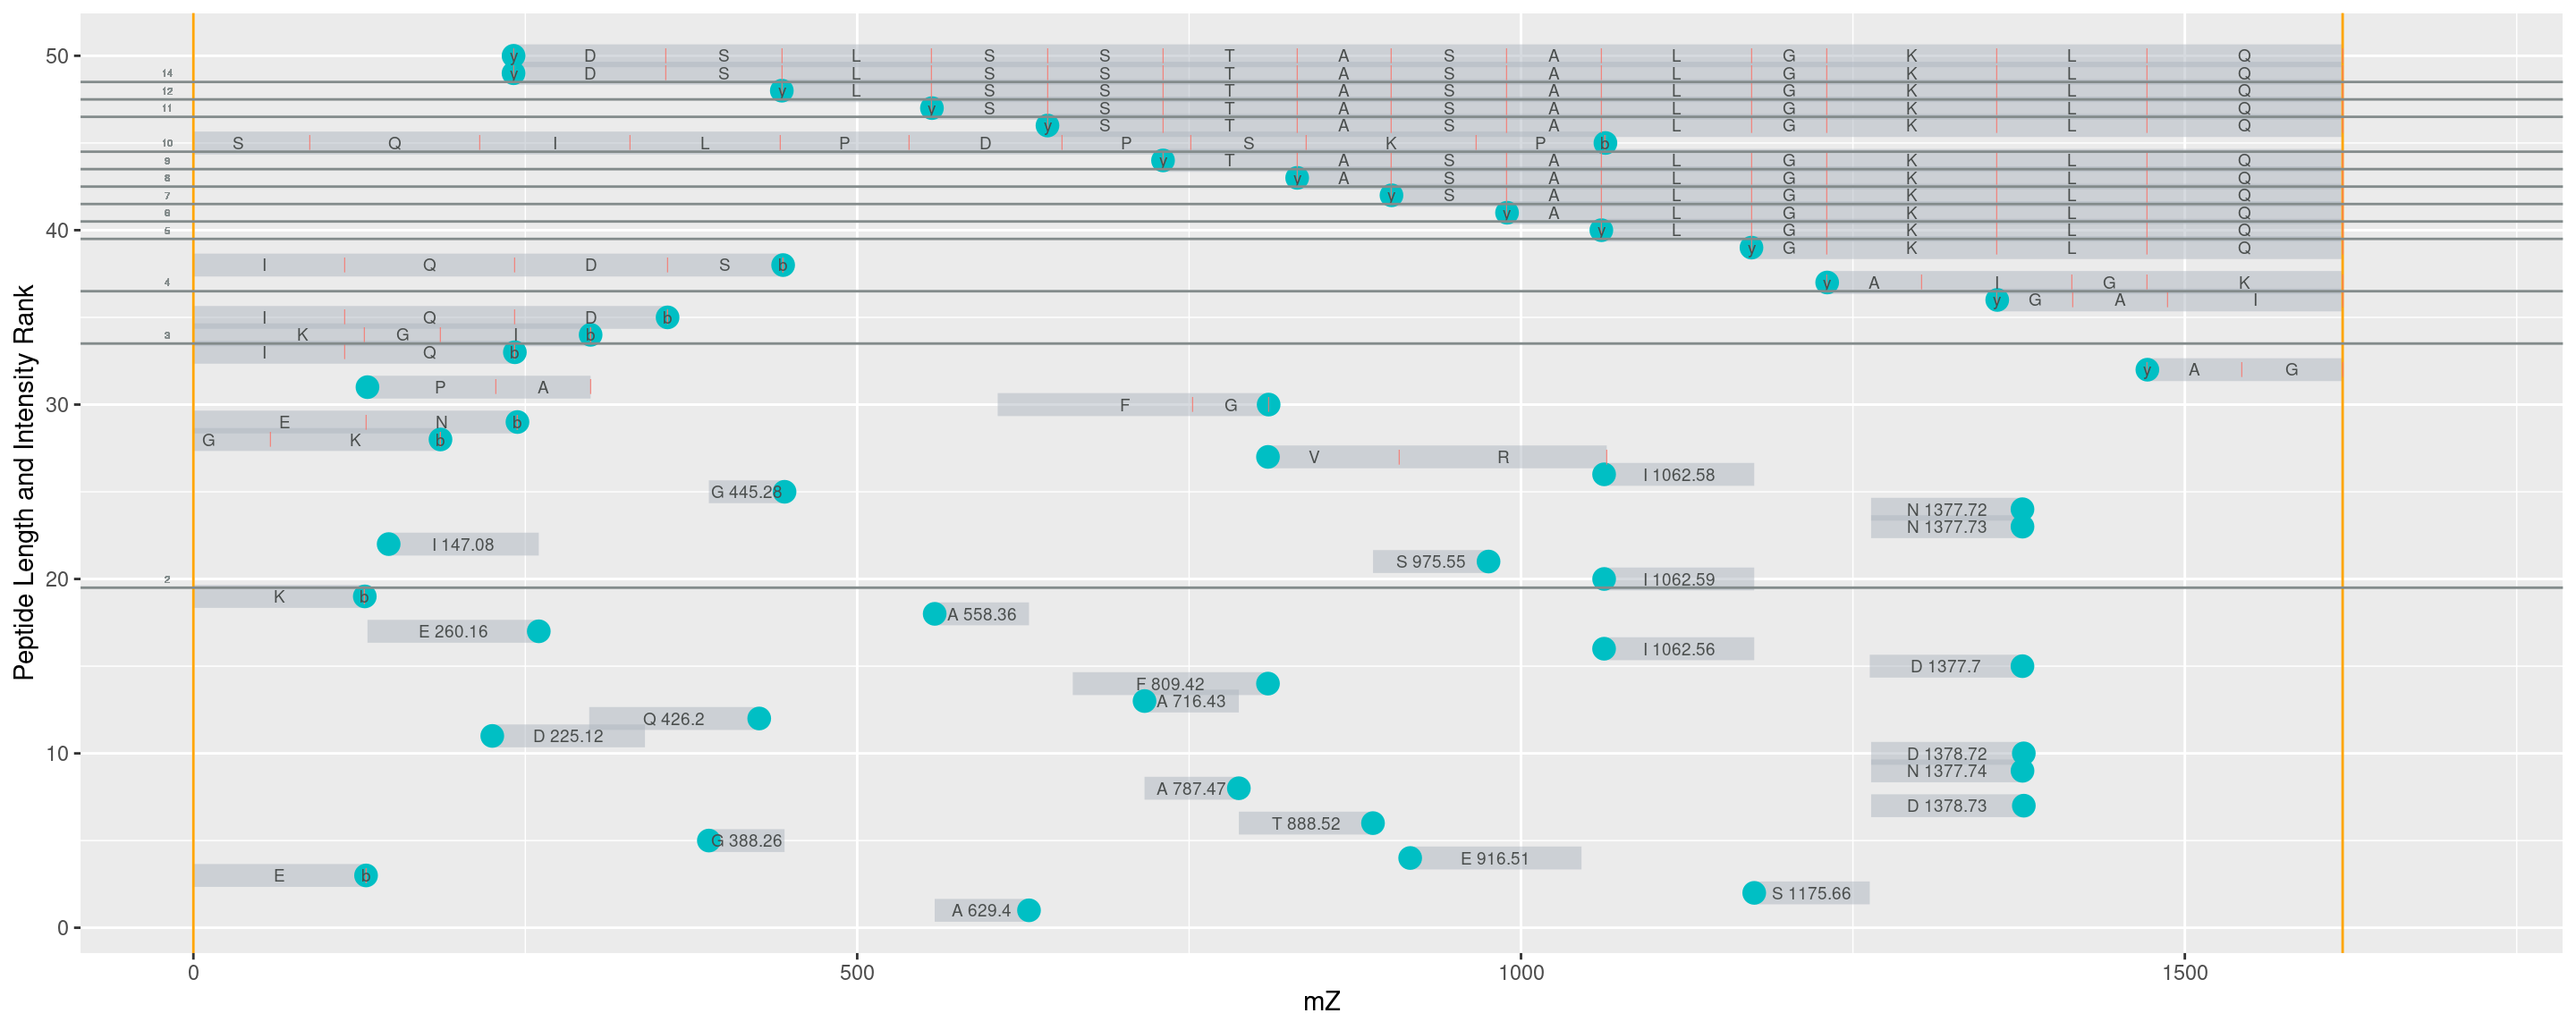 50
y D S L S S T A S A L G K L Q
14
y D S L S S T A S A L G K L Q
12
y L S S T A S A L G K L Q
11
y S S T A S A L G K L Q
y S T A S A L G K L Q
10
S Q I L P D P S K P b
9
y T A S A L G K L Q
8
y A S A L G K L Q
7
y S A L G K L Q
6
y A L G K L Q
40
5
y L G K L Q
y G K L Q
I Q D S b
4
y A I G K
y G A I
I Q D b
3
K G I b
I Q b
y A G
P A
30
F G
E N b
G K b
V R
I 1062.58
G 445.28
N 1377.72
N 1377.73
I 147.08
S 975.55
20
2
I 1062.59
K b
A 558.36
E 260.16
I 1062.56
D 1377.7
F 809.42
A 716.43
Q 426.2
D 225.12
10
D 1378.72
N 1377.74
A 787.47
D 1378.73
T 888.52
G 388.26
E 916.51
E b
S 1175.66
A 629.4
0
0 500 1000 1500
mZ
Peptide Length and Intensity Rank